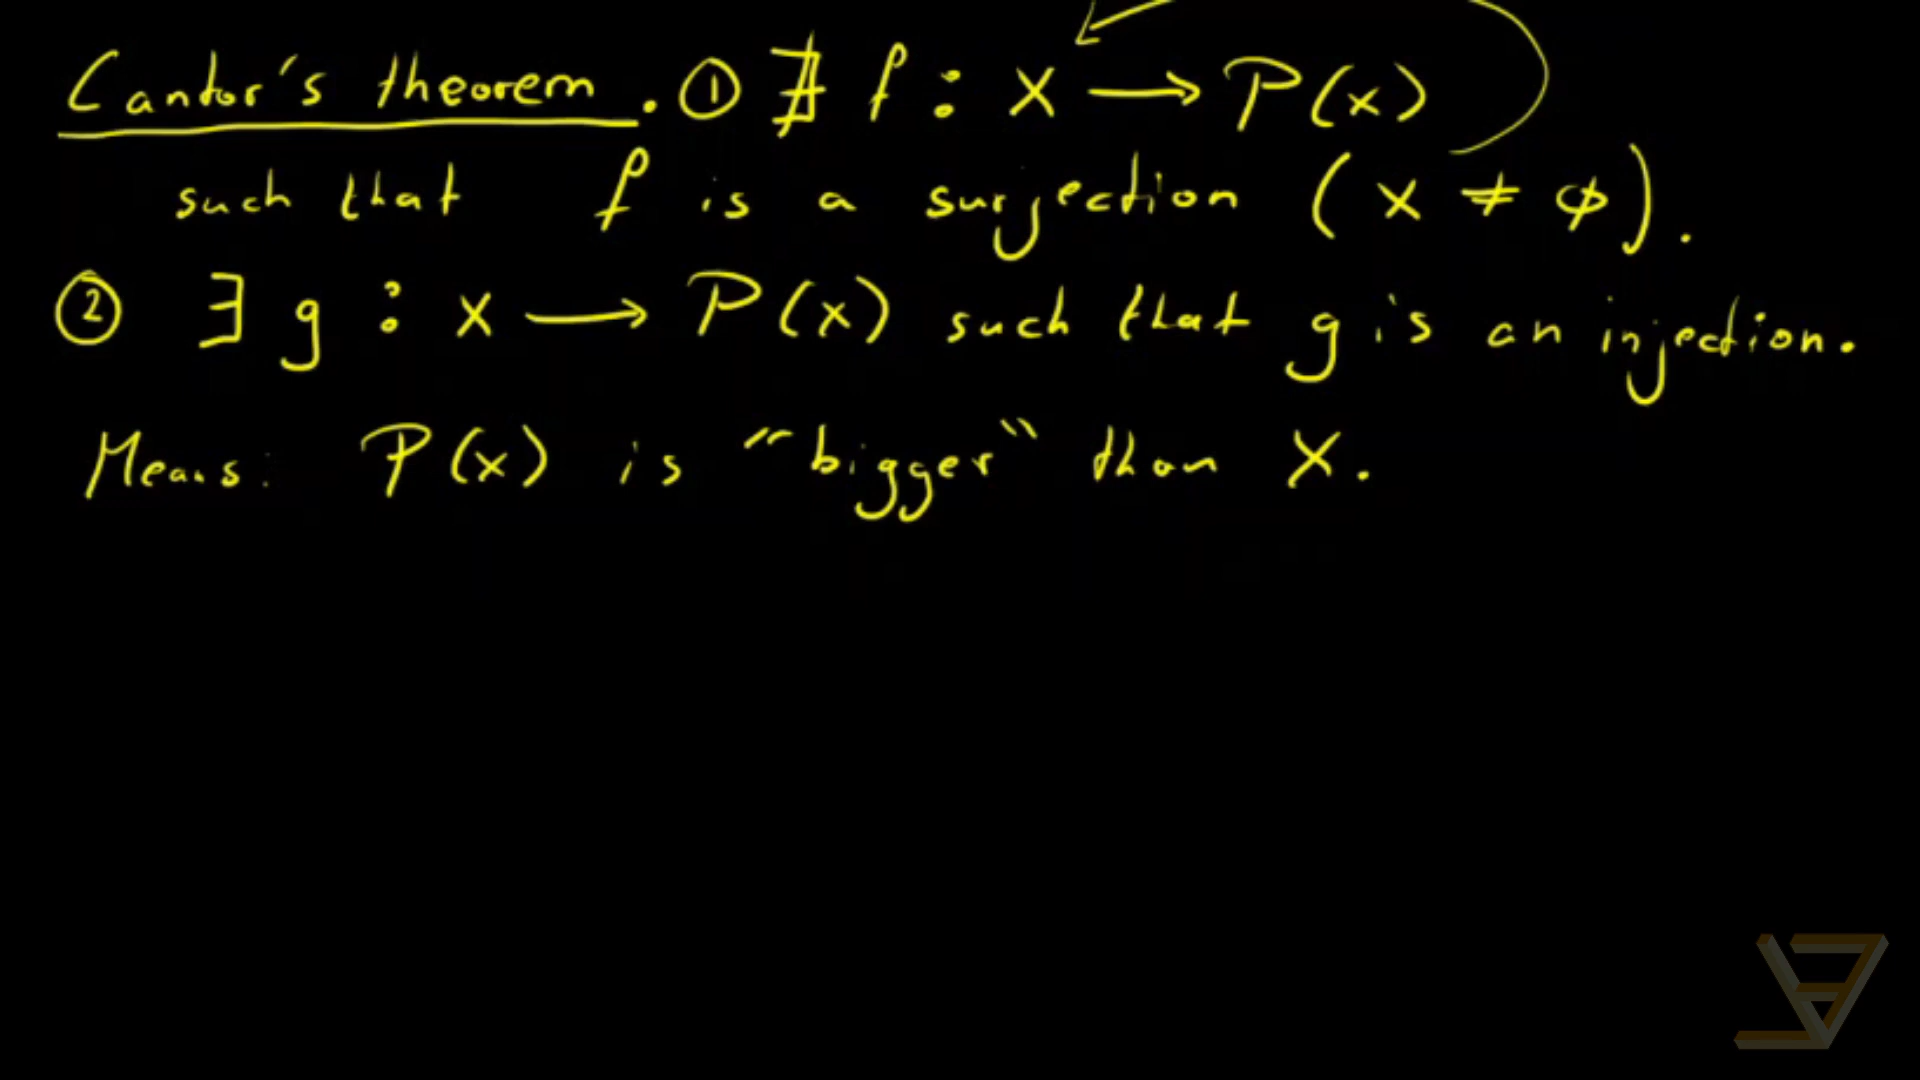 Cantor's theorem. ① ∄ f : X → P(X)
such that f is a surjection (X ≠ ϕ).
② ∃ g : X → P(X) such that g is an injection.
Means: P(X) is "bigger" than X.